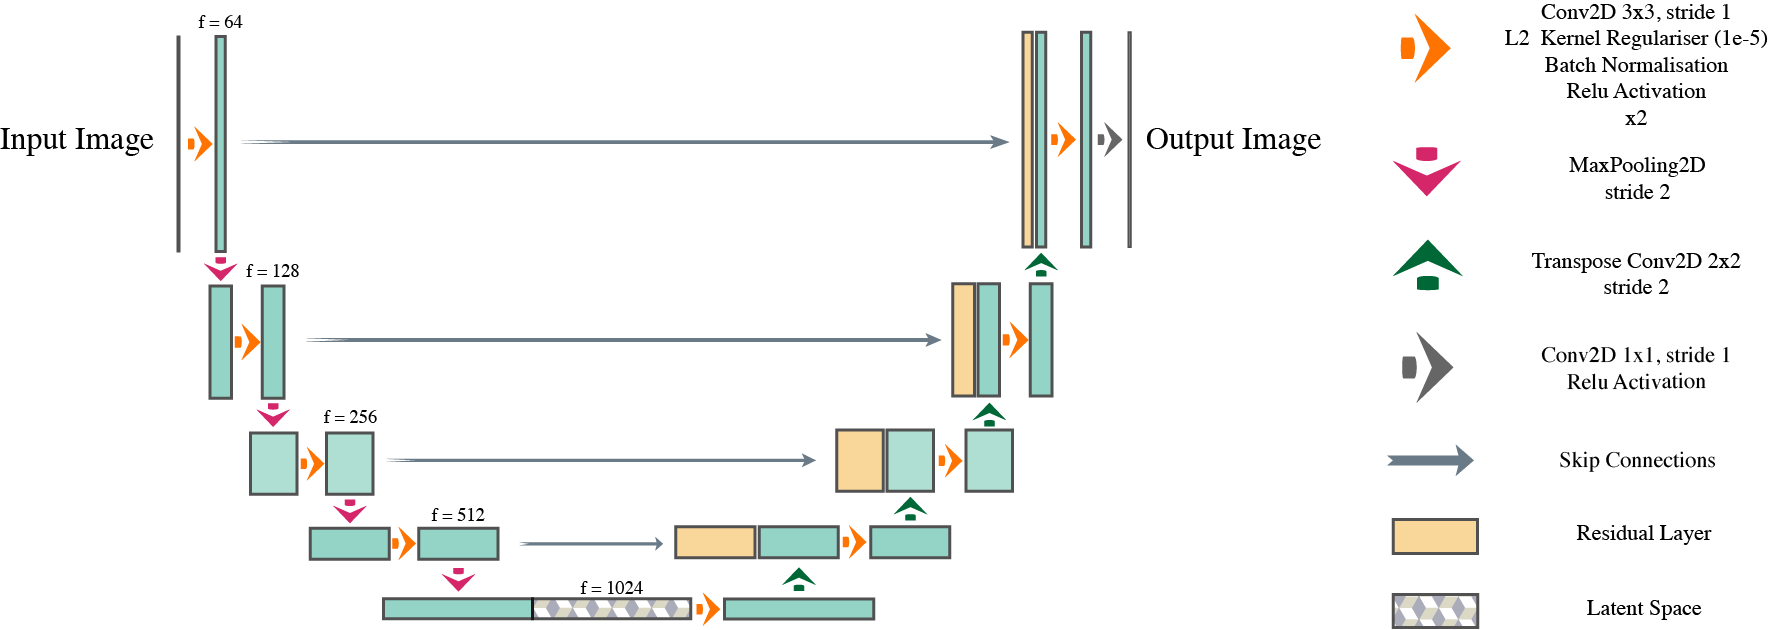 f = 64
Input Image
Output Image
f = 128
f = 256
f = 512
f = 1024
Conv2D 3x3, stride 1
L2 Kernel Regulariser (1e-5)
Batch Normalisation
Relu Activation
x2
MaxPooling2D
stride 2
Transpose Conv2D 2x2
stride 2
Conv2D 1x1, stride 1
Relu Activation
Skip Connections
Residual Layer
Latent Space